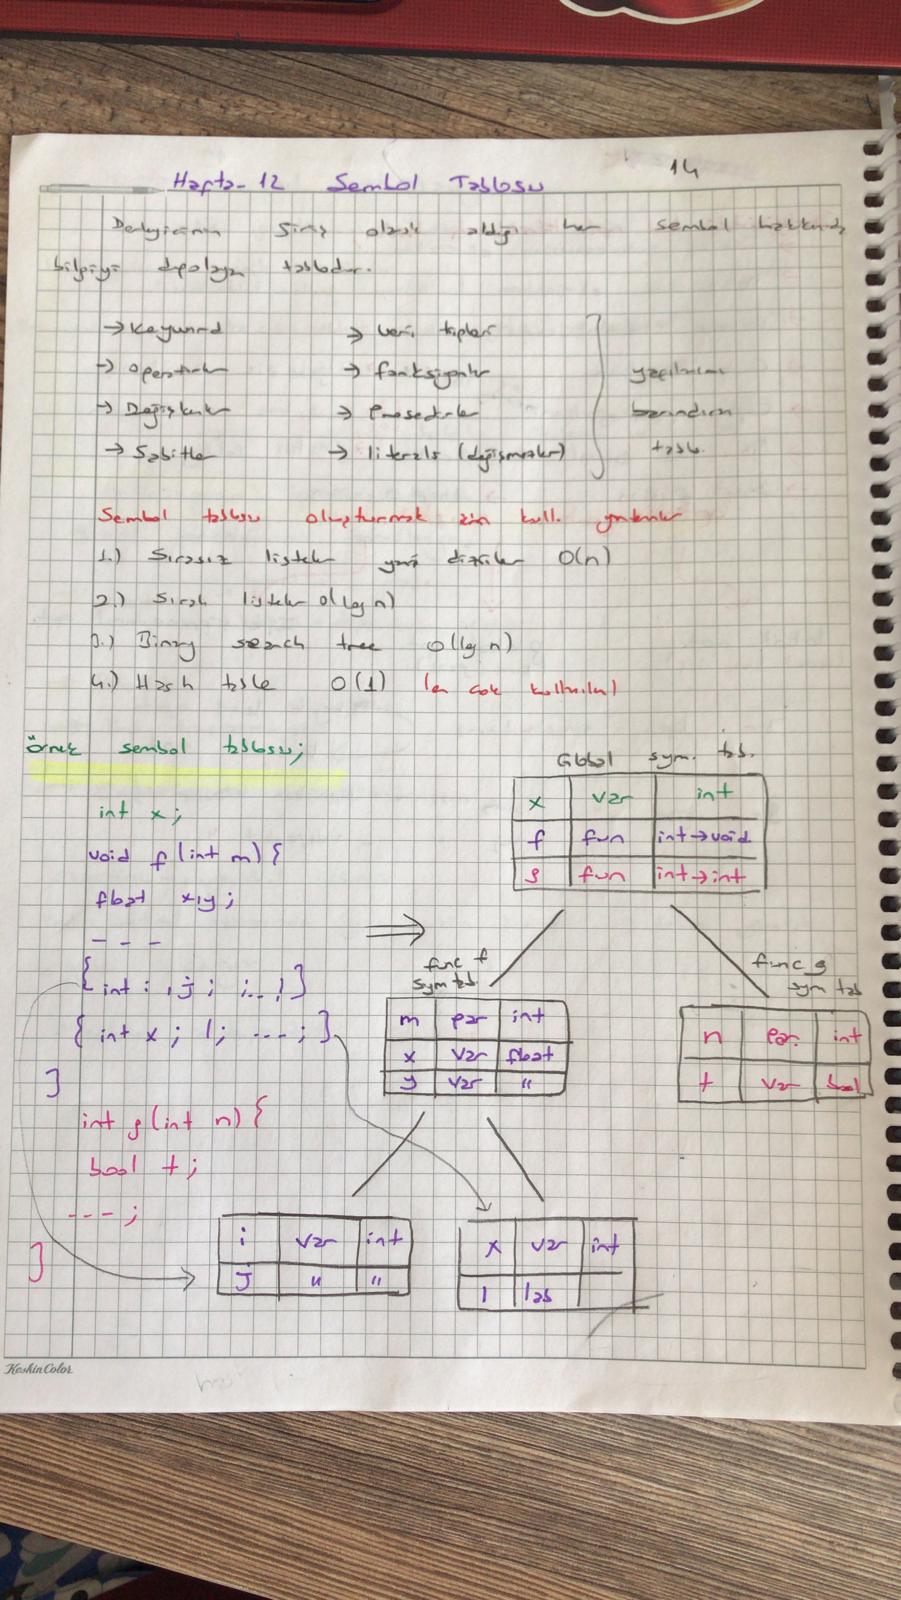 14
Hafta-12 Sembol Tablosu
Derleyicinin Giriş olarak aldığı her sembol hakkında
bilgiyi depolayan tablodur.
→ Keyword → veri tipleri
→ operatörler → fonksiyonlar yazılımını
→ Değişkenler → Prosedürler barındıran
→ Sabitler → literals (değişmezler) tablo.
Sembol tablosu oluşturmak için kull. yöntemler
1.) Sırasız listeler yani diziler O(n)
2.) Sıralı listeler O(log n)
3.) Binary search tree O(log n)
4.) Hash table O(1) (en çok kullanılan)
örnek sembol tablosu;
Global sym. tab.
x var int
f fun int→void
g fun int→int
int x;
void f(int m){
float x,y;
- - -
{int i,j; ;...;}
{int x; l; ---; }
}
int g(int n){
bool t;
---;
}
func f
sym tab.
m par int
x var float
y var "
func g
sym tab
n par. int
t var bool
i var int
j " "
x var int
l lab
KeskinColor